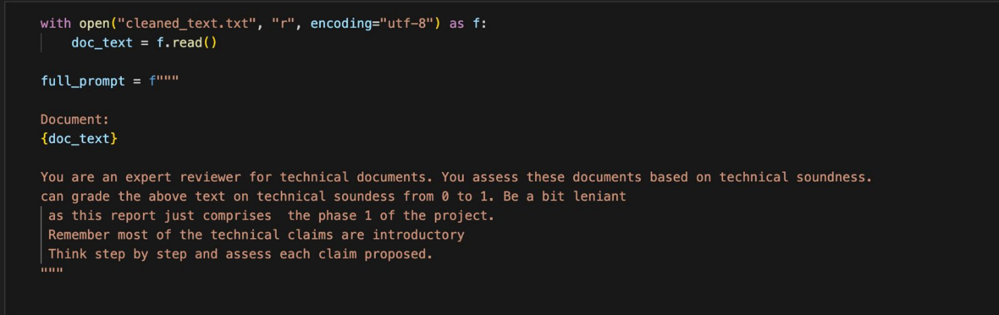 with open("cleaned_text.txt", "r", encoding="utf-8") as f:
    doc_text = f.read()
full_prompt = f"""
Document:
{doc_text}
You are an expert reviewer for technical documents. You assess these documents based on technical soundness.
can grade the above text on technical soundess from 0 to 1. Be a bit leniant
 as this report just comprises  the phase 1 of the project.
 Remember most of the technical claims are introductory
 Think step by step and assess each claim proposed.
"""